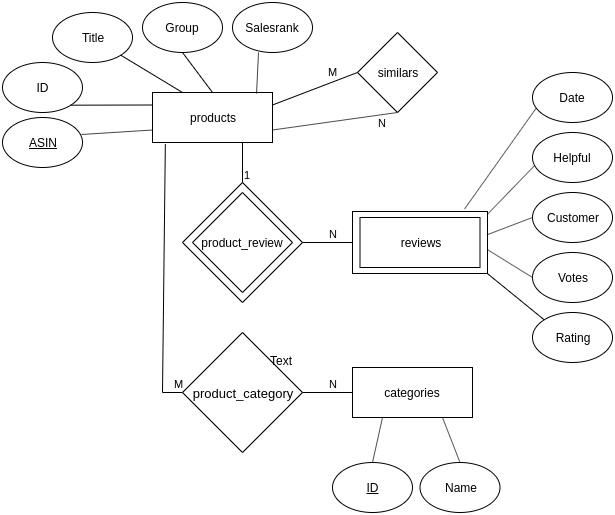 Group
Salesrank
Title
similars
M
ID
Date
products
N
ASIN
Helpful
1
Customer
N
product_review
reviews
Votes
Rating
Text
M
N
product_category
categories
ID
Name